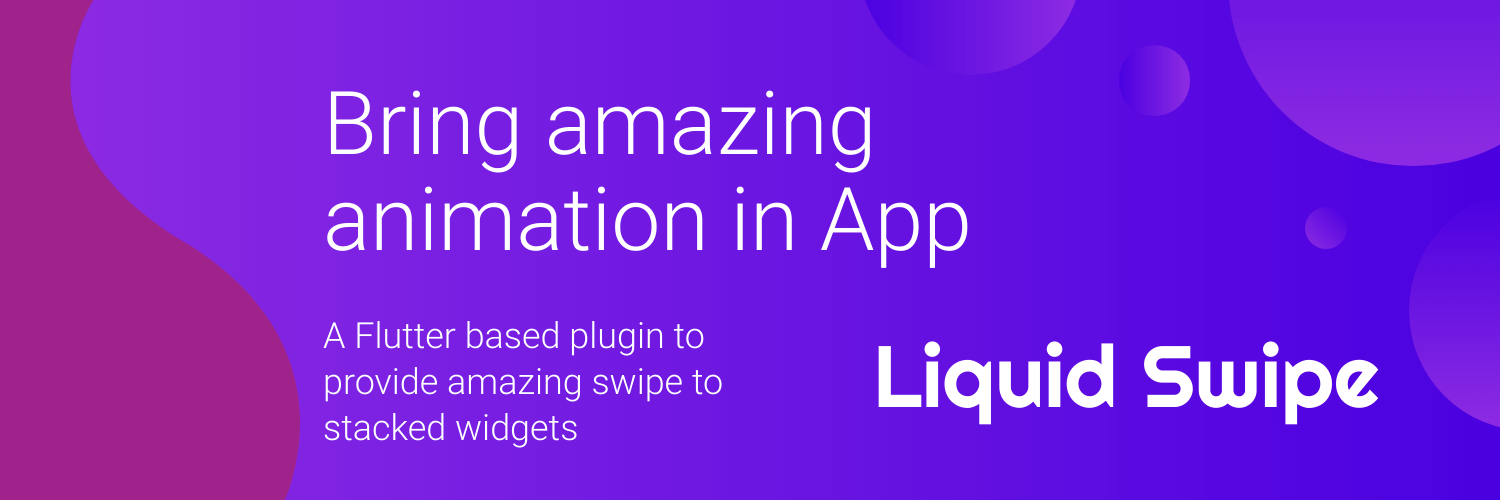 Bring amazing
animation in App
A Flutter based plugin to
provide amazing swipe to
stacked widgets
Liquid Swipe